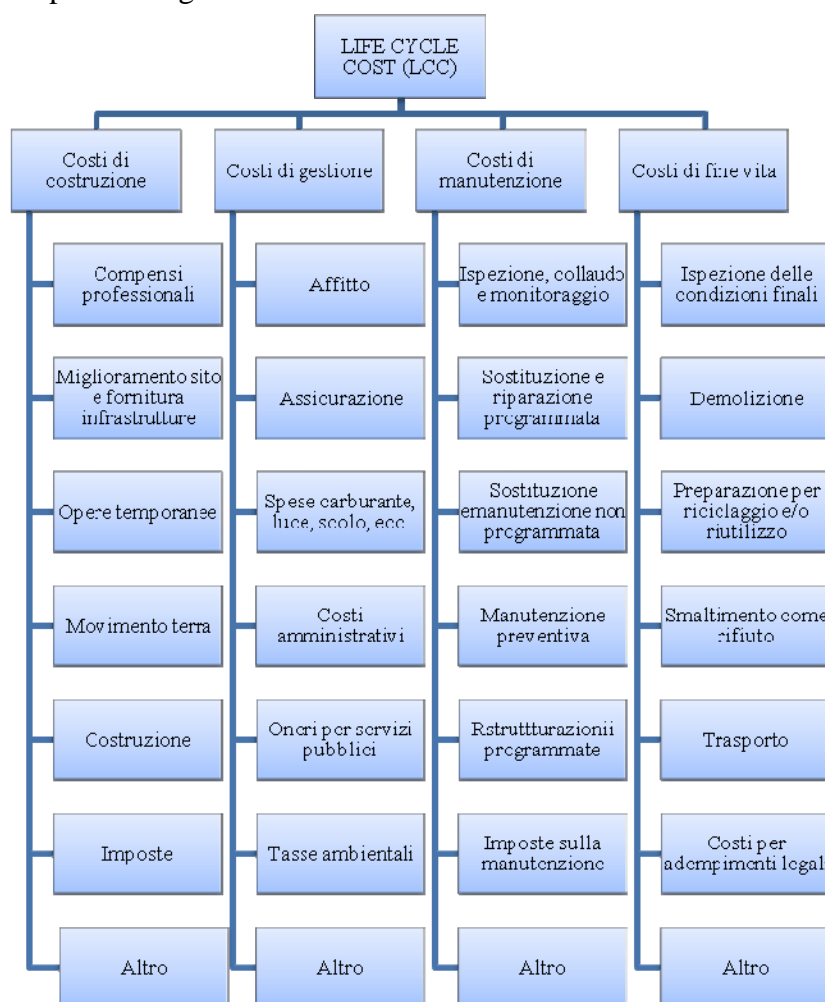 LIFE CYCLE
COST (LCC)
Costi di
costruzione
Costi di gestione
Costi di
manutenzione
Costi di fine vita
Compensi
professionali
Affitto
Ispezione, collaudo
e monitoraggio
Ispezione delle
condizioni finali
Miglioramento sito
e fornitura
infrastrutture
Assicurazione
Sostituzione e
riparazione
programmata
Demolizione
Opere temporanse
Spese carburante,
luce, scolo, ecc
Sostituzione
emanutenzione non
programmata
Preparazione per
riciclaggio e/o
riutilizzo
Movimento terra
Costi
amministrativi
Manutenzione
preventiva
Smaltimento come
rifiuto
Costruzione
Oneri per servizi
pubblici
Rstruttturazionii
programmate
Trasporto
Imposte
Tasse ambientali
Imposte sulla
manutenzione
Costi per
adempimenti legali
Altro
Altro
Altro
Altro